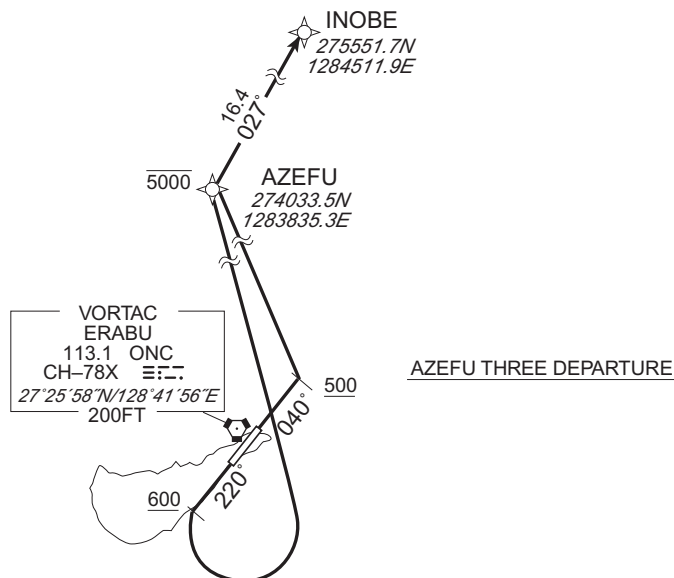 INOBE
275551.7N
1284511.9E
16.4
027°
5000
AZEFU
274033.5N
1283835.3E
VORTAC
ERABU
113.1 ONC
CH–78X
27°25´58˝N/128°41´56˝E
200FT
AZEFU THREE DEPARTURE
500
040°
220°
600